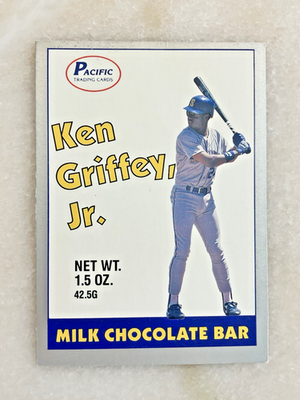 PACIFIC
TRADING CARDS
Ken
Griffey,
Jr.
NET WT.
1.5 OZ.
42.5G
MILK CHOCOLATE BAR